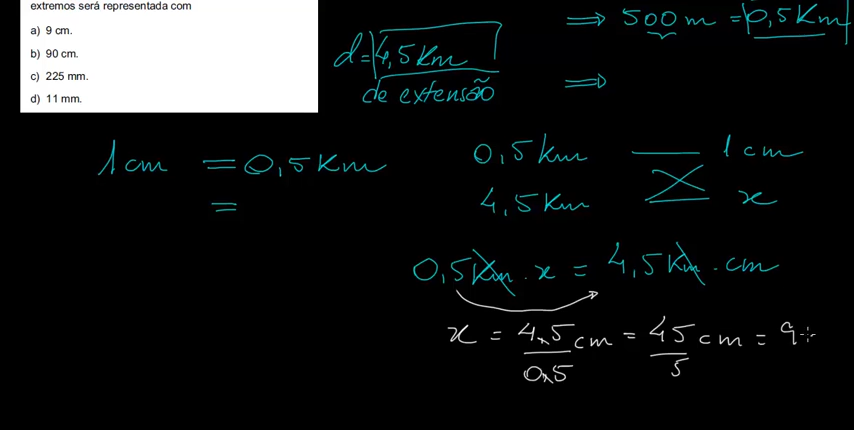 extremos será representada com
a) 9 cm.
b) 90 cm.
c) 225 mm.
d) 11 mm.
d = 4,5 Km
de extensão
⇒ 500 m = 0,5 Km
⇒
1 cm = 0,5 Km
=
0,5 km —— 1 cm
4,5 Km —— x
0,5 Km . x = 4,5 Km . cm
x = 4,5/0,5 cm = 45/5 cm = 9